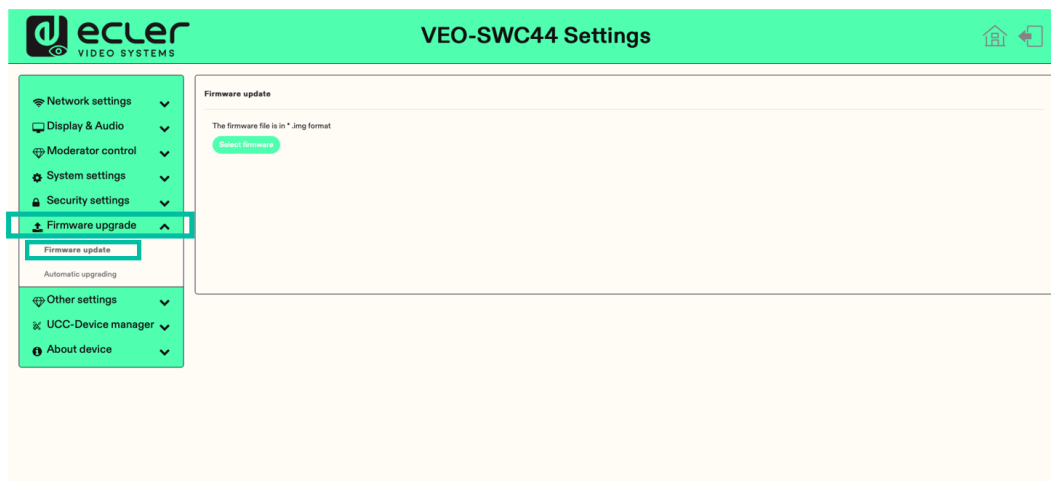 ecler
VIDEO SYSTEMS
VEO-SWC44 Settings
Network settings
Display & Audio
Moderator control
System settings
Security settings
Firmware upgrade
Firmware update
Automatic upgrading
Other settings
UCC-Device manager
About device
Firmware update
The firmware file is in * .img format
Select firmware